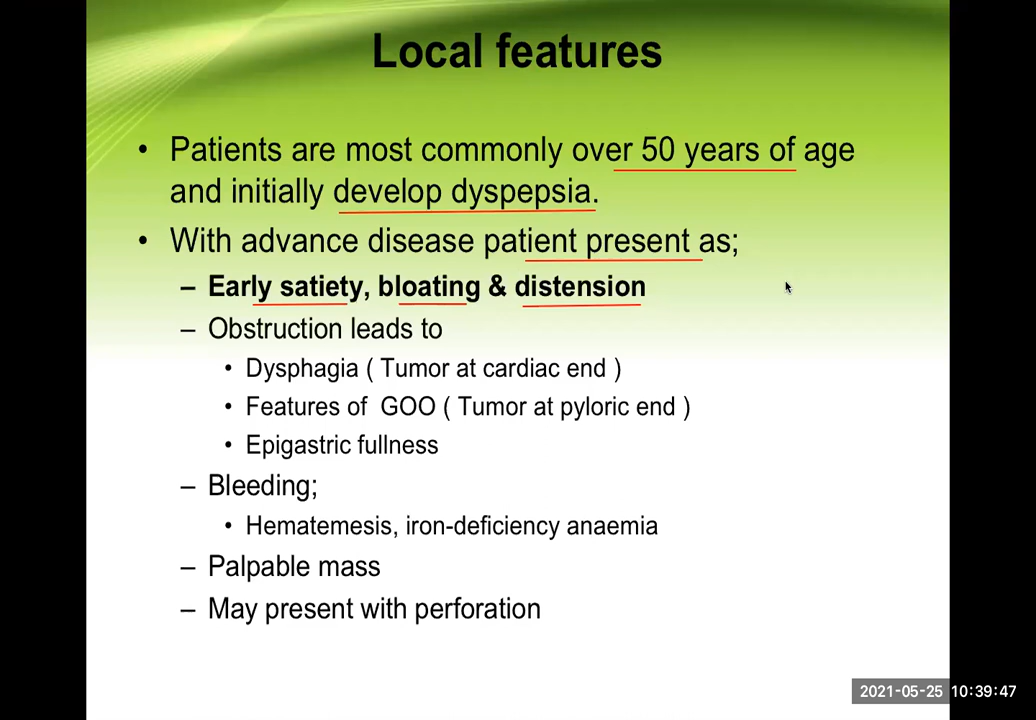 Local features
• Patients are most commonly over 50 years of age
and initially develop dyspepsia.
• With advance disease patient present as;
– Early satiety, bloating & distension
– Obstruction leads to
• Dysphagia ( Tumor at cardiac end )
• Features of GOO ( Tumor at pyloric end )
• Epigastric fullness
– Bleeding;
• Hematemesis, iron-deficiency anaemia
– Palpable mass
– May present with perforation
2021-05-25 10:39:47